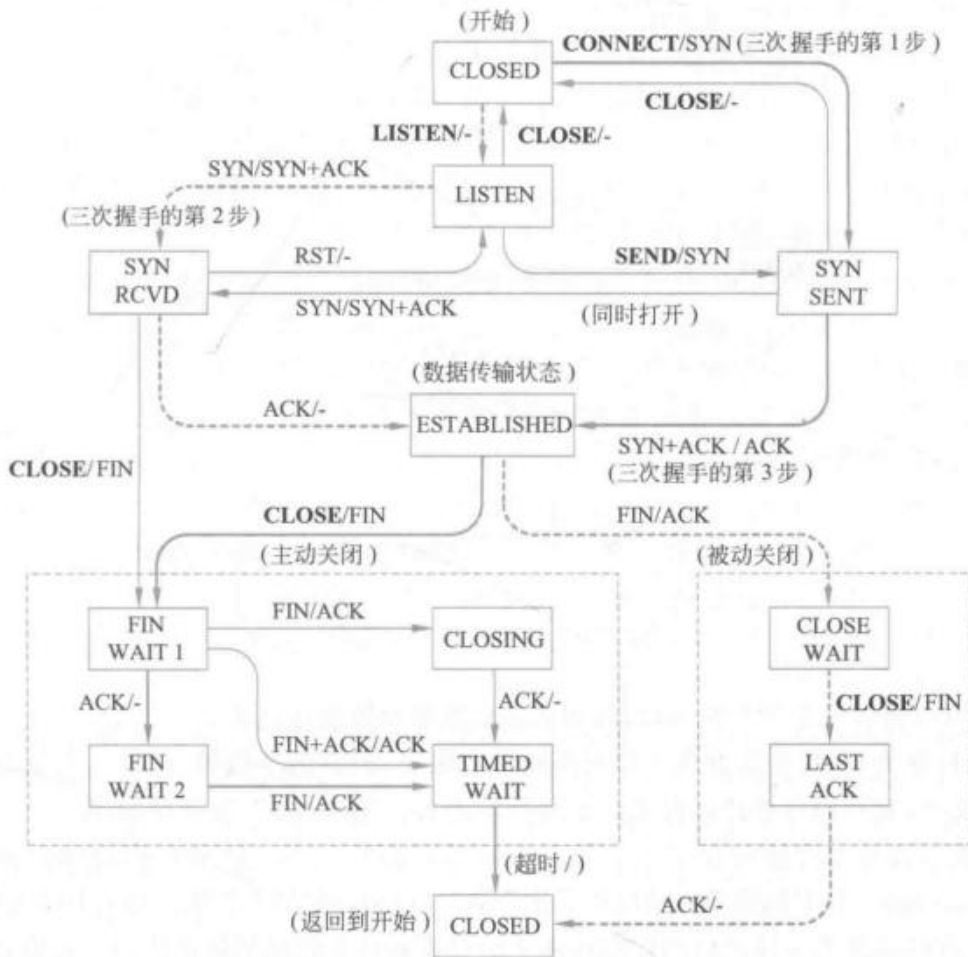 (开始)
CONNECT/SYN (三次握手的第1步)
CLOSED
CLOSE/-
LISTEN/-
CLOSE/-
SYN/SYN+ACK
LISTEN
(三次握手的第2步)
RST/-
SEND/SYN
SYN
RCVD
SYN
SENT
SYN/SYN+ACK
(同时打开)
(数据传输状态)
ACK/-
ESTABLISHED
SYN+ACK / ACK
(三次握手的第3步)
CLOSE/FIN
CLOSE/FIN
FIN/ACK
(主动关闭)
(被动关闭)
FIN
WAIT 1
FIN/ACK
CLOSING
CLOSE
WAIT
ACK/-
ACK/-
CLOSE/FIN
FIN+ACK/ACK
FIN
WAIT 2
FIN/ACK
TIMED
WAIT
LAST
ACK
(超时/)
(返回到开始)
CLOSED
ACK/-